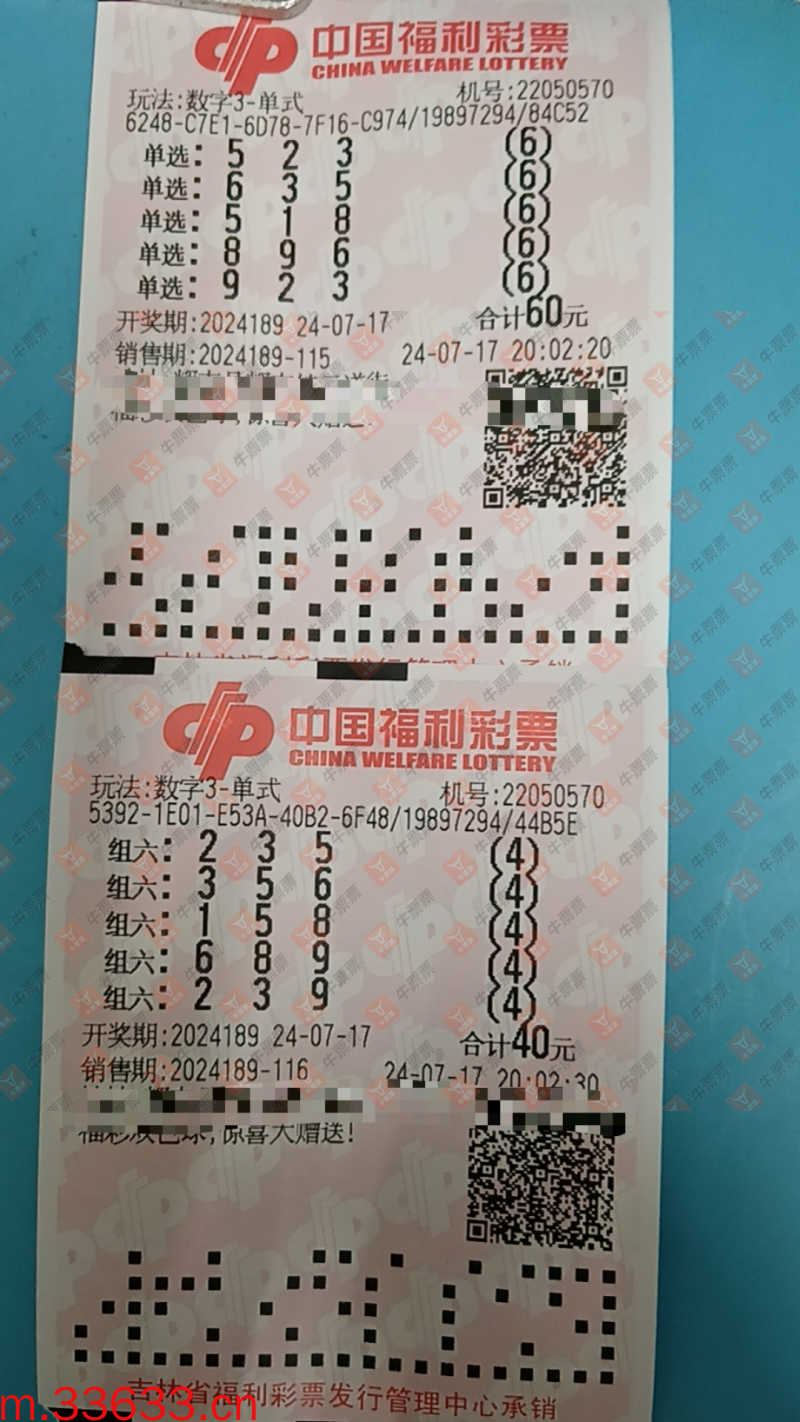 中国福利彩票
CHINA WELFARE LOTTERY
玩法:数字3-单式 机号:22050570
6248-C7E1-6D78-7F16-C974/19897294/84C52
单选: 5 2 3 (6)
单选: 6 3 5 (6)
单选: 5 1 8 (6)
单选: 8 9 6 (6)
单选: 9 2 3 (6)
开奖期:2024189 24-07-17 合计60元
销售期:2024189-115 24-07-17 20:02:20
中国福利彩票
CHINA WELFARE LOTTERY
玩法:数字3-单式 机号:22050570
5392-1E01-E53A-40B2-6F48/19897294/44B5E
组六: 2 3 5 (4)
组六: 3 5 6 (4)
组六: 1 5 8 (4)
组六: 6 8 9 (4)
组六: 2 3 9 (4)
开奖期:2024189 24-07-17 合计40元
销售期:2024189-116 24-07-17 20:02:30
福彩双色球,惊喜大赠送!
吉林省福利彩票发行管理中心承销
m.33633.cn
牛票票